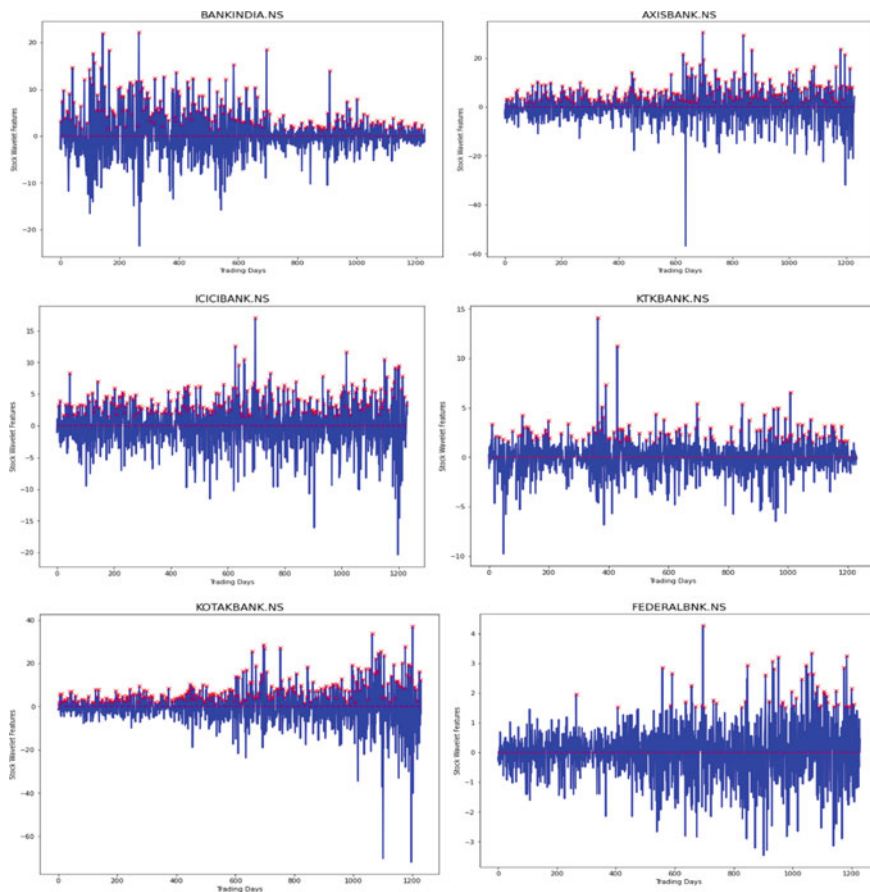 BANKINDIA.NS
Stock Wavelet Features
20
10
0
−10
−20
0 200 400 600 800 1000 1200
Trading Days
AXISBANK.NS
Stock Wavelet Features
20
0
−20
−40
−60
0 200 400 600 800 1000 1200
Trading Days
ICICIBANK.NS
Stock Wavelet Features
15
10
5
0
−5
−10
−15
−20
0 200 400 600 800 1000 1200
Trading Days
KTKBANK.NS
Stock Wavelet Features
15
10
5
0
−5
−10
0 200 400 600 800 1000 1200
Trading Days
KOTAKBANK.NS
Stock Wavelet Features
40
20
0
−20
−40
−60
0 200 400 600 800 1000 1200
Trading Days
FEDERALBNK.NS
Stock Wavelet Features
4
3
2
1
0
−1
−2
−3
0 200 400 600 800 1000 1200
Trading Days